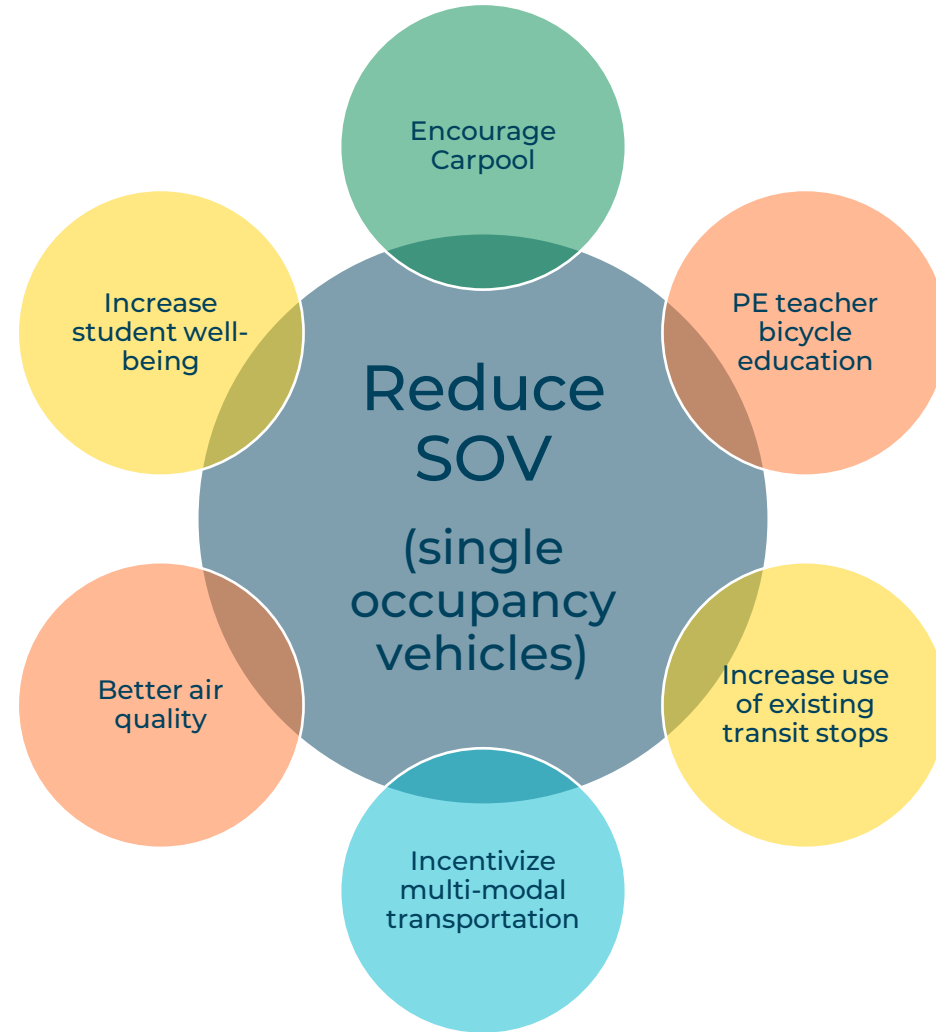 Encourage
Carpool
PE teacher
bicycle
education
Increase use
of existing
transit stops
Incentivize
multi-modal
transportation
Better air
quality
Increase
student well-
being
Reduce
SOV
(single
occupancy
vehicles)